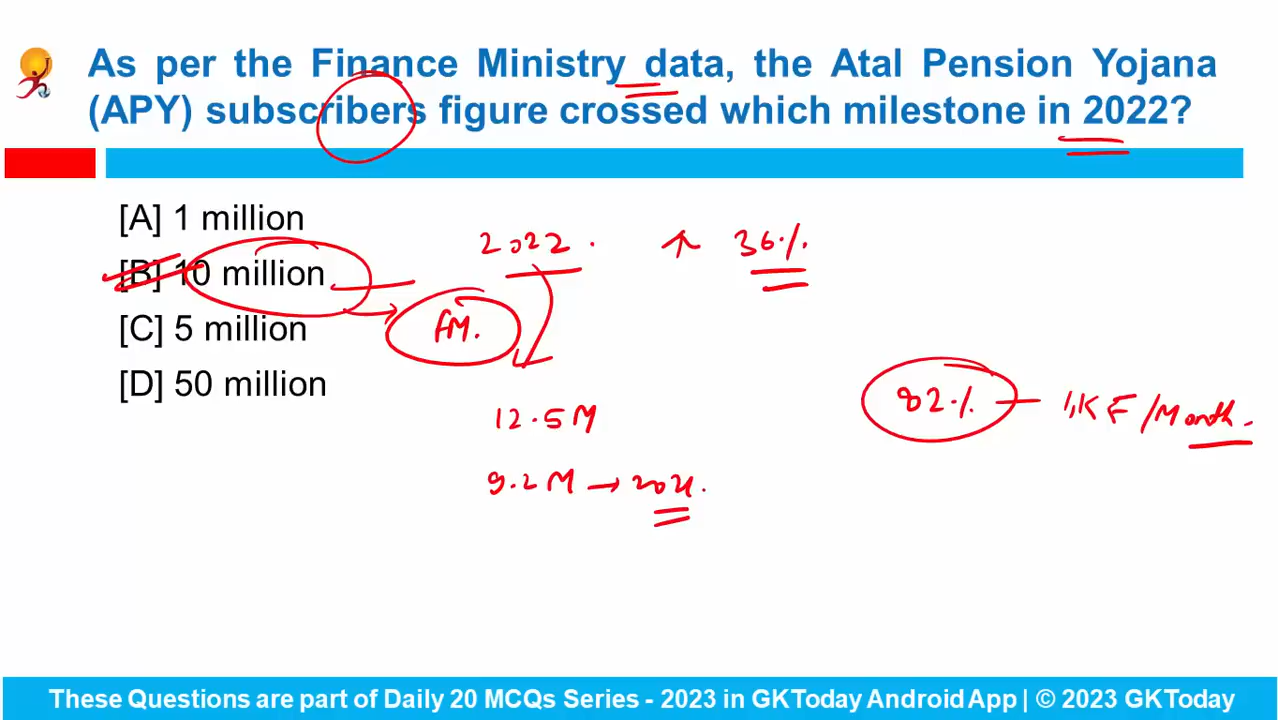 As per the Finance Ministry data, the Atal Pension Yojana
(APY) subscribers figure crossed which milestone in 2022?
[A] 1 million
[B] 10 million
[C] 5 million
[D] 50 million
2022. ↑ 36%
FM.
12.5M
9.2M → 2021.
82% — 1K ₹/Month.
These Questions are part of Daily 20 MCQs Series - 2023 in GKToday Android App | © 2023 GKToday